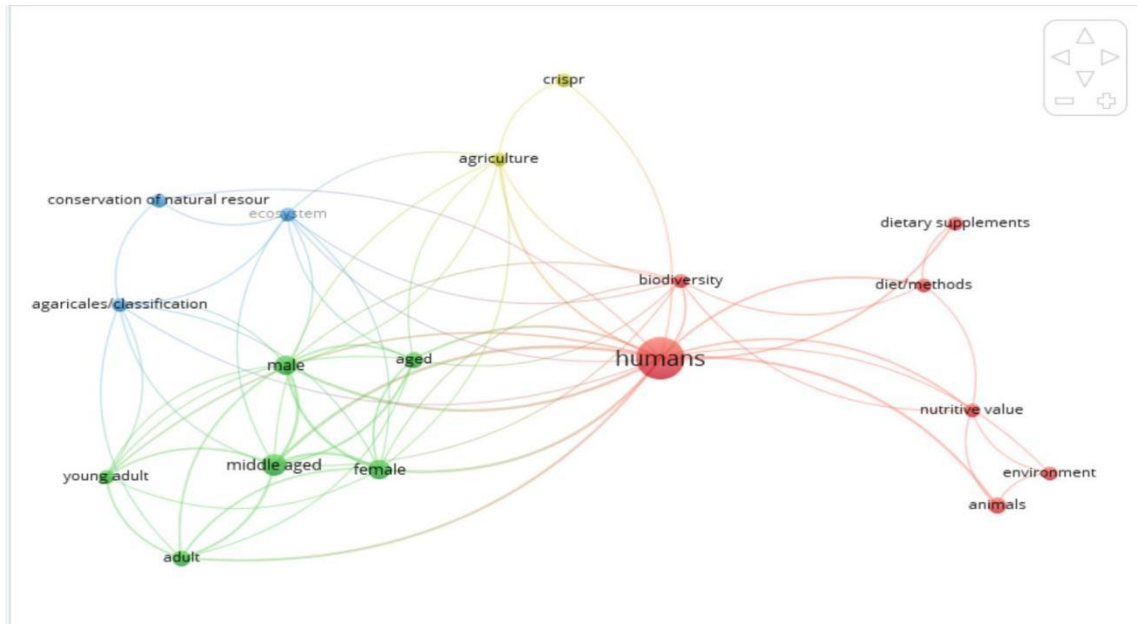 crispr
agriculture
conservation of natural resour
ecosystem
dietary supplements
biodiversity
diet/methods
agaricales/classification
humans
male
aged
nutritive value
middle aged
female
young adult
environment
animals
adult